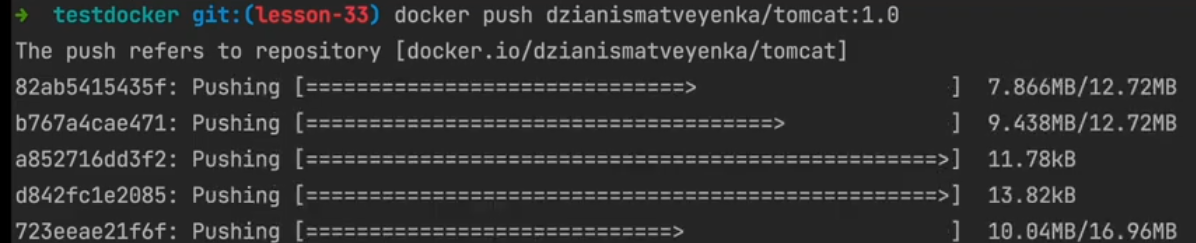 ➜ testdocker git:(lesson-33) docker push dzianismatveyenka/tomcat:1.0
The push refers to repository [docker.io/dzianismatveyenka/tomcat]
82ab5415435f: Pushing [==============================>                    ]  7.866MB/12.72MB
b767a4cae471: Pushing [=====================================>             ]  9.438MB/12.72MB
a852716dd3f2: Pushing [==================================================>]  11.78kB
d842fc1e2085: Pushing [==================================================>]  13.82kB
723eeae21f6f: Pushing [=============================>                     ]  10.04MB/16.96MB